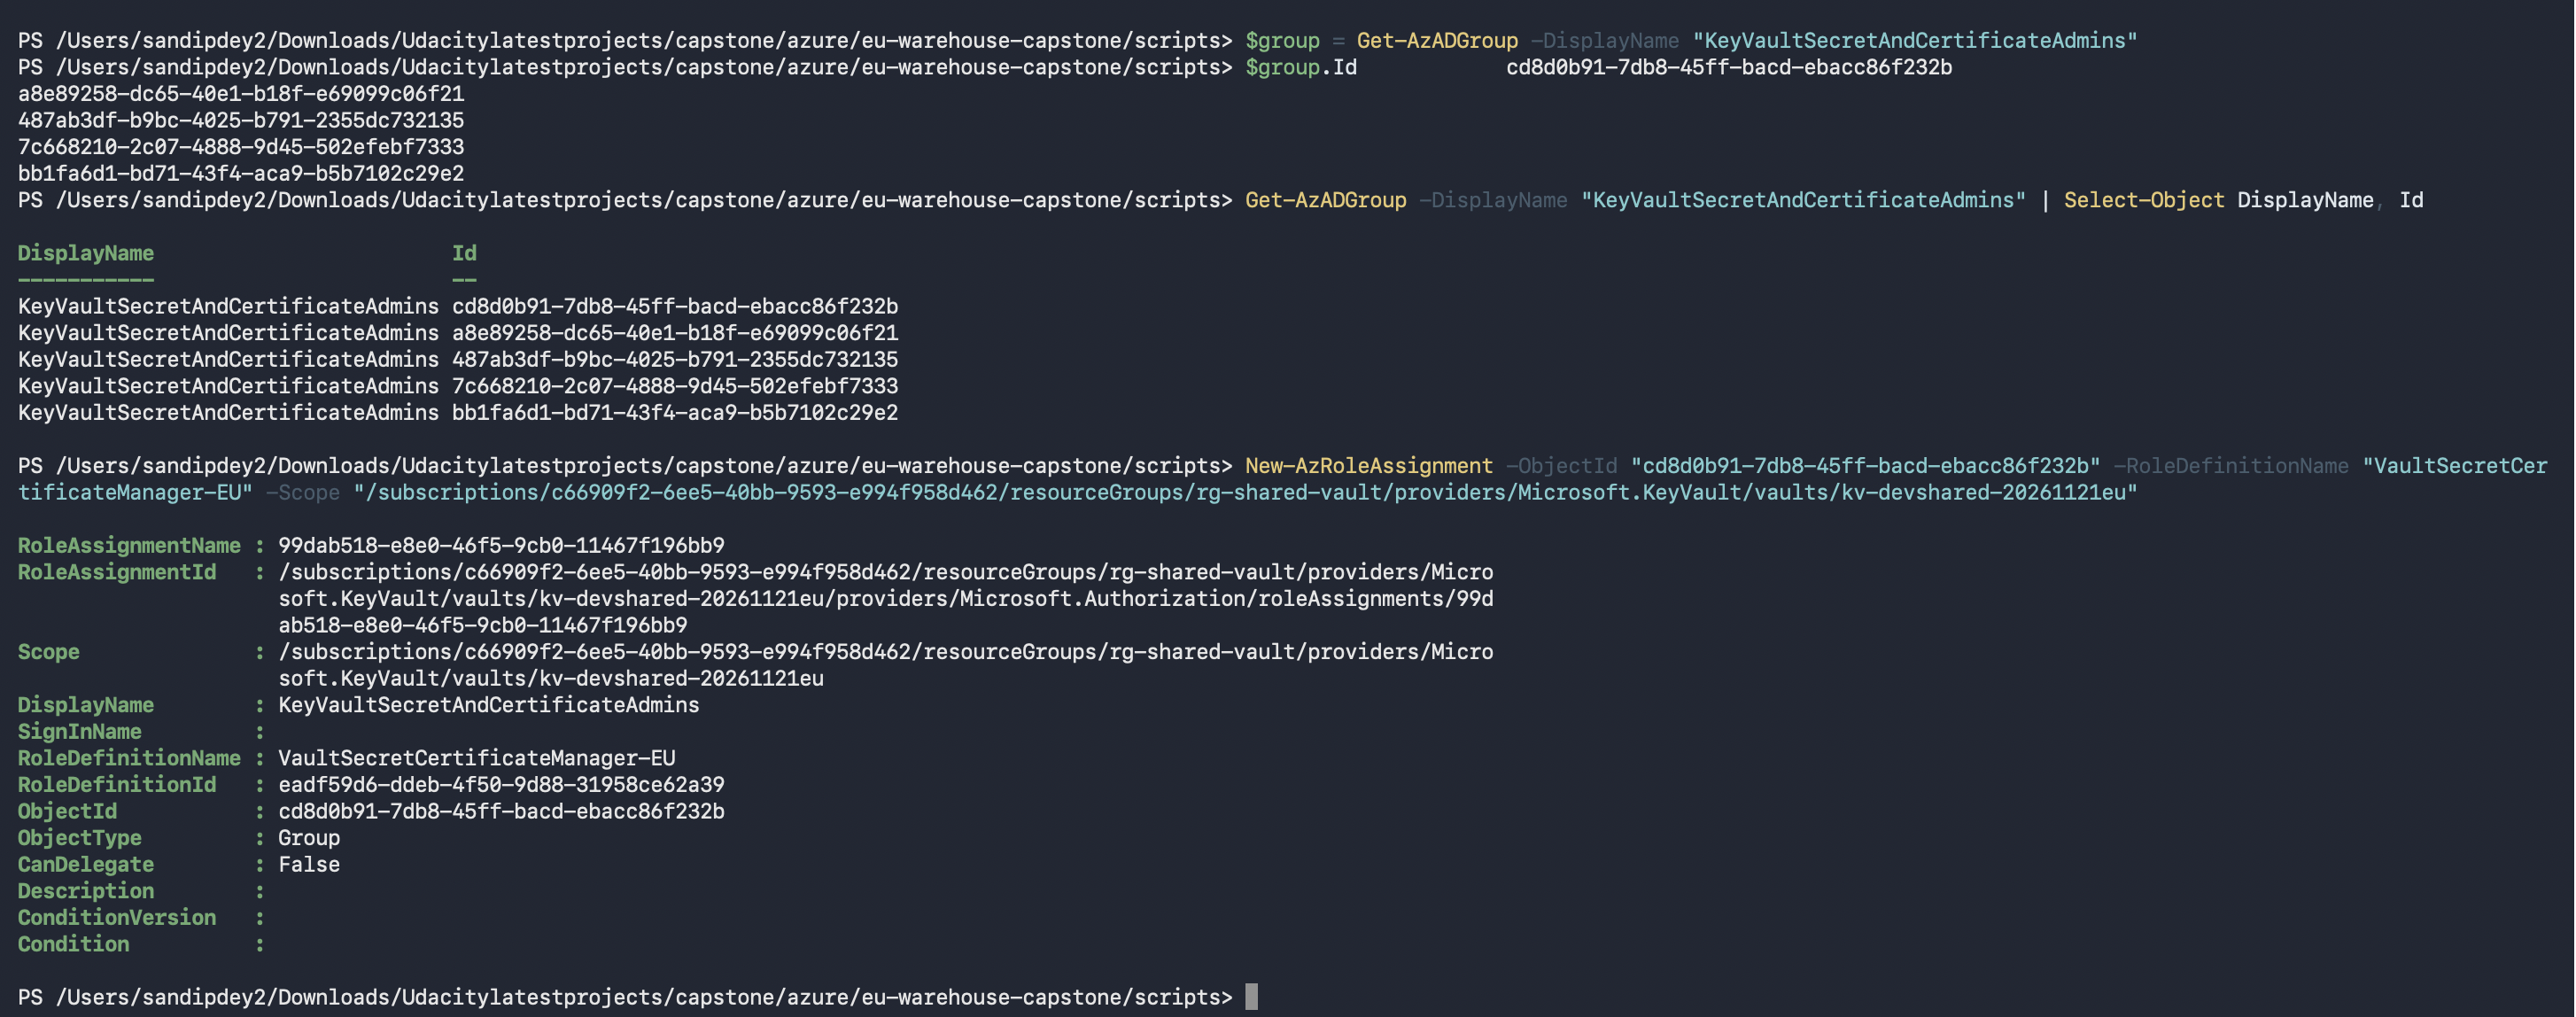 PS /Users/sandipdey2/Downloads/Udacitylatestprojects/capstone/azure/eu-warehouse-capstone/scripts> $group = Get-AzADGroup -DisplayName "KeyVaultSecretAndCertificateAdmins"
PS /Users/sandipdey2/Downloads/Udacitylatestprojects/capstone/azure/eu-warehouse-capstone/scripts> $group.Id            cd8d0b91-7db8-45ff-bacd-ebacc86f232b
a8e89258-dc65-40e1-b18f-e69099c06f21
487ab3df-b9bc-4025-b791-2355dc732135
7c668210-2c07-4888-9d45-502efebf7333
bb1fa6d1-bd71-43f4-aca9-b5b7102c29e2
PS /Users/sandipdey2/Downloads/Udacitylatestprojects/capstone/azure/eu-warehouse-capstone/scripts> Get-AzADGroup -DisplayName "KeyVaultSecretAndCertificateAdmins" | Select-Object DisplayName, Id
DisplayName                        Id
-----------                        --
KeyVaultSecretAndCertificateAdmins cd8d0b91-7db8-45ff-bacd-ebacc86f232b
KeyVaultSecretAndCertificateAdmins a8e89258-dc65-40e1-b18f-e69099c06f21
KeyVaultSecretAndCertificateAdmins 487ab3df-b9bc-4025-b791-2355dc732135
KeyVaultSecretAndCertificateAdmins 7c668210-2c07-4888-9d45-502efebf7333
KeyVaultSecretAndCertificateAdmins bb1fa6d1-bd71-43f4-aca9-b5b7102c29e2
PS /Users/sandipdey2/Downloads/Udacitylatestprojects/capstone/azure/eu-warehouse-capstone/scripts> New-AzRoleAssignment -ObjectId "cd8d0b91-7db8-45ff-bacd-ebacc86f232b" -RoleDefinitionName "VaultSecretCer
tificateManager-EU" -Scope "/subscriptions/c66909f2-6ee5-40bb-9593-e994f958d462/resourceGroups/rg-shared-vault/providers/Microsoft.KeyVault/vaults/kv-devshared-20261121eu"
RoleAssignmentName : 99dab518-e8e0-46f5-9cb0-11467f196bb9
RoleAssignmentId   : /subscriptions/c66909f2-6ee5-40bb-9593-e994f958d462/resourceGroups/rg-shared-vault/providers/Micro
                     soft.KeyVault/vaults/kv-devshared-20261121eu/providers/Microsoft.Authorization/roleAssignments/99d
                     ab518-e8e0-46f5-9cb0-11467f196bb9
Scope              : /subscriptions/c66909f2-6ee5-40bb-9593-e994f958d462/resourceGroups/rg-shared-vault/providers/Micro
                     soft.KeyVault/vaults/kv-devshared-20261121eu
DisplayName        : KeyVaultSecretAndCertificateAdmins
SignInName         :
RoleDefinitionName : VaultSecretCertificateManager-EU
RoleDefinitionId   : eadf59d6-ddeb-4f50-9d88-31958ce62a39
ObjectId           : cd8d0b91-7db8-45ff-bacd-ebacc86f232b
ObjectType         : Group
CanDelegate        : False
Description        :
ConditionVersion   :
Condition          :
PS /Users/sandipdey2/Downloads/Udacitylatestprojects/capstone/azure/eu-warehouse-capstone/scripts>